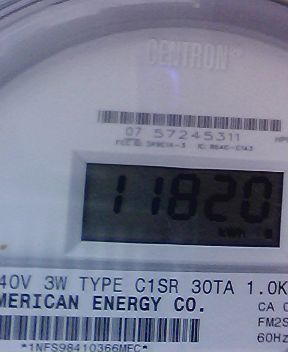 CENTRON
07 57245311
11820
kWh
40V 3W TYPE C1SR 30TA 1.0K
MERICAN ENERGY CO.
CA 0
FM2S
60Hz
*1NFS98410366MEC*